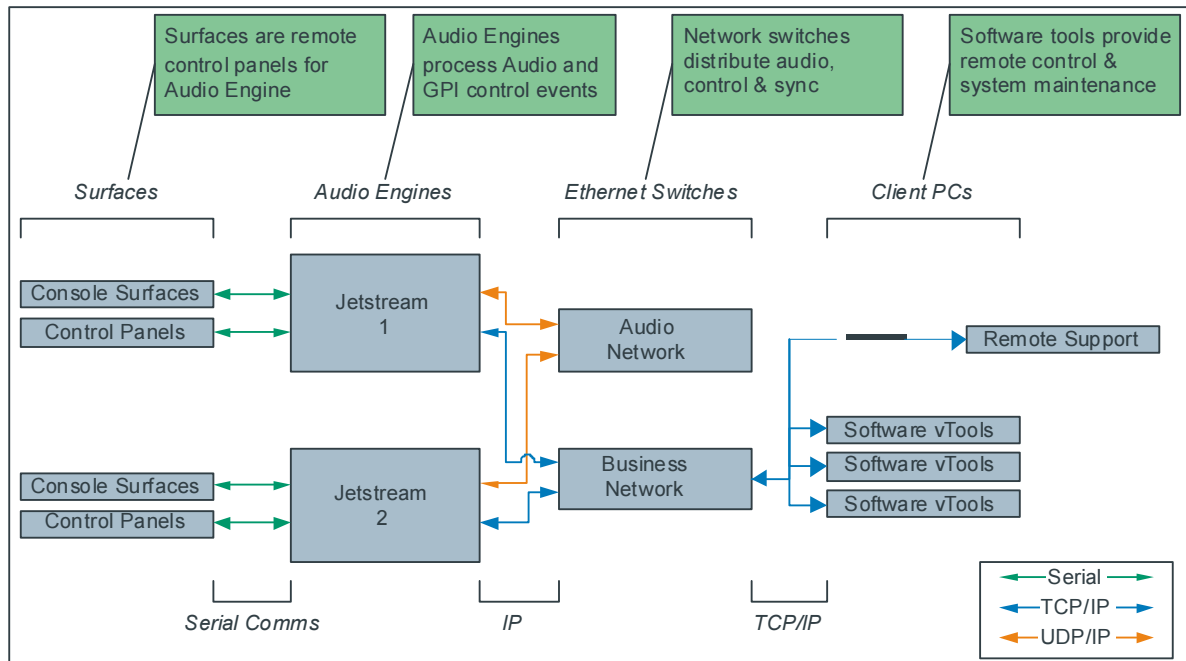 Surfaces are remote
control panels for
Audio Engine
Audio Engines
process Audio and
GPI control events
Network switches
distribute audio,
control & sync
Software tools provide
remote control &
system maintenance
Surfaces
Audio Engines
Ethernet Switches
Client PCs
Console Surfaces
Control Panels
Jetstream
1
Audio
Network
Remote Support
Console Surfaces
Control Panels
Jetstream
2
Business
Network
Software vTools
Software vTools
Software vTools
Serial Comms
IP
TCP/IP
Serial
TCP/IP
UDP/IP